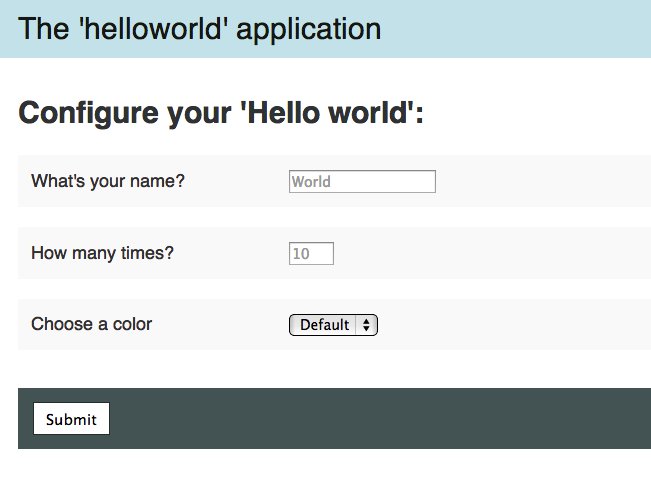 The 'helloworld' application
Configure your 'Hello world':
What's your name? World
How many times? 10
Choose a color Default
Submit